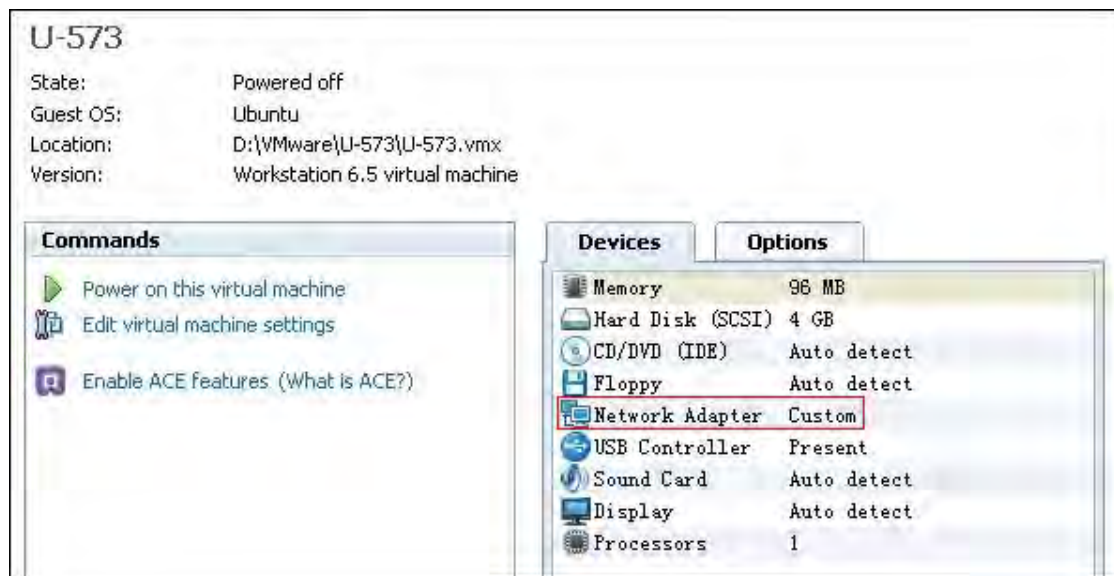 U-573
State: Powered off
Guest OS: Ubuntu
Location: D:\VMware\U-573\U-573.vmx
Version: Workstation 6.5 virtual machine
Commands
Power on this virtual machine
Edit virtual machine settings
Enable ACE features (What is ACE?)
Devices Options
Memory 96 MB
Hard Disk (SCSI) 4 GB
CD/DVD (IDE) Auto detect
Floppy Auto detect
Network Adapter Custom
USB Controller Present
Sound Card Auto detect
Display Auto detect
Processors 1